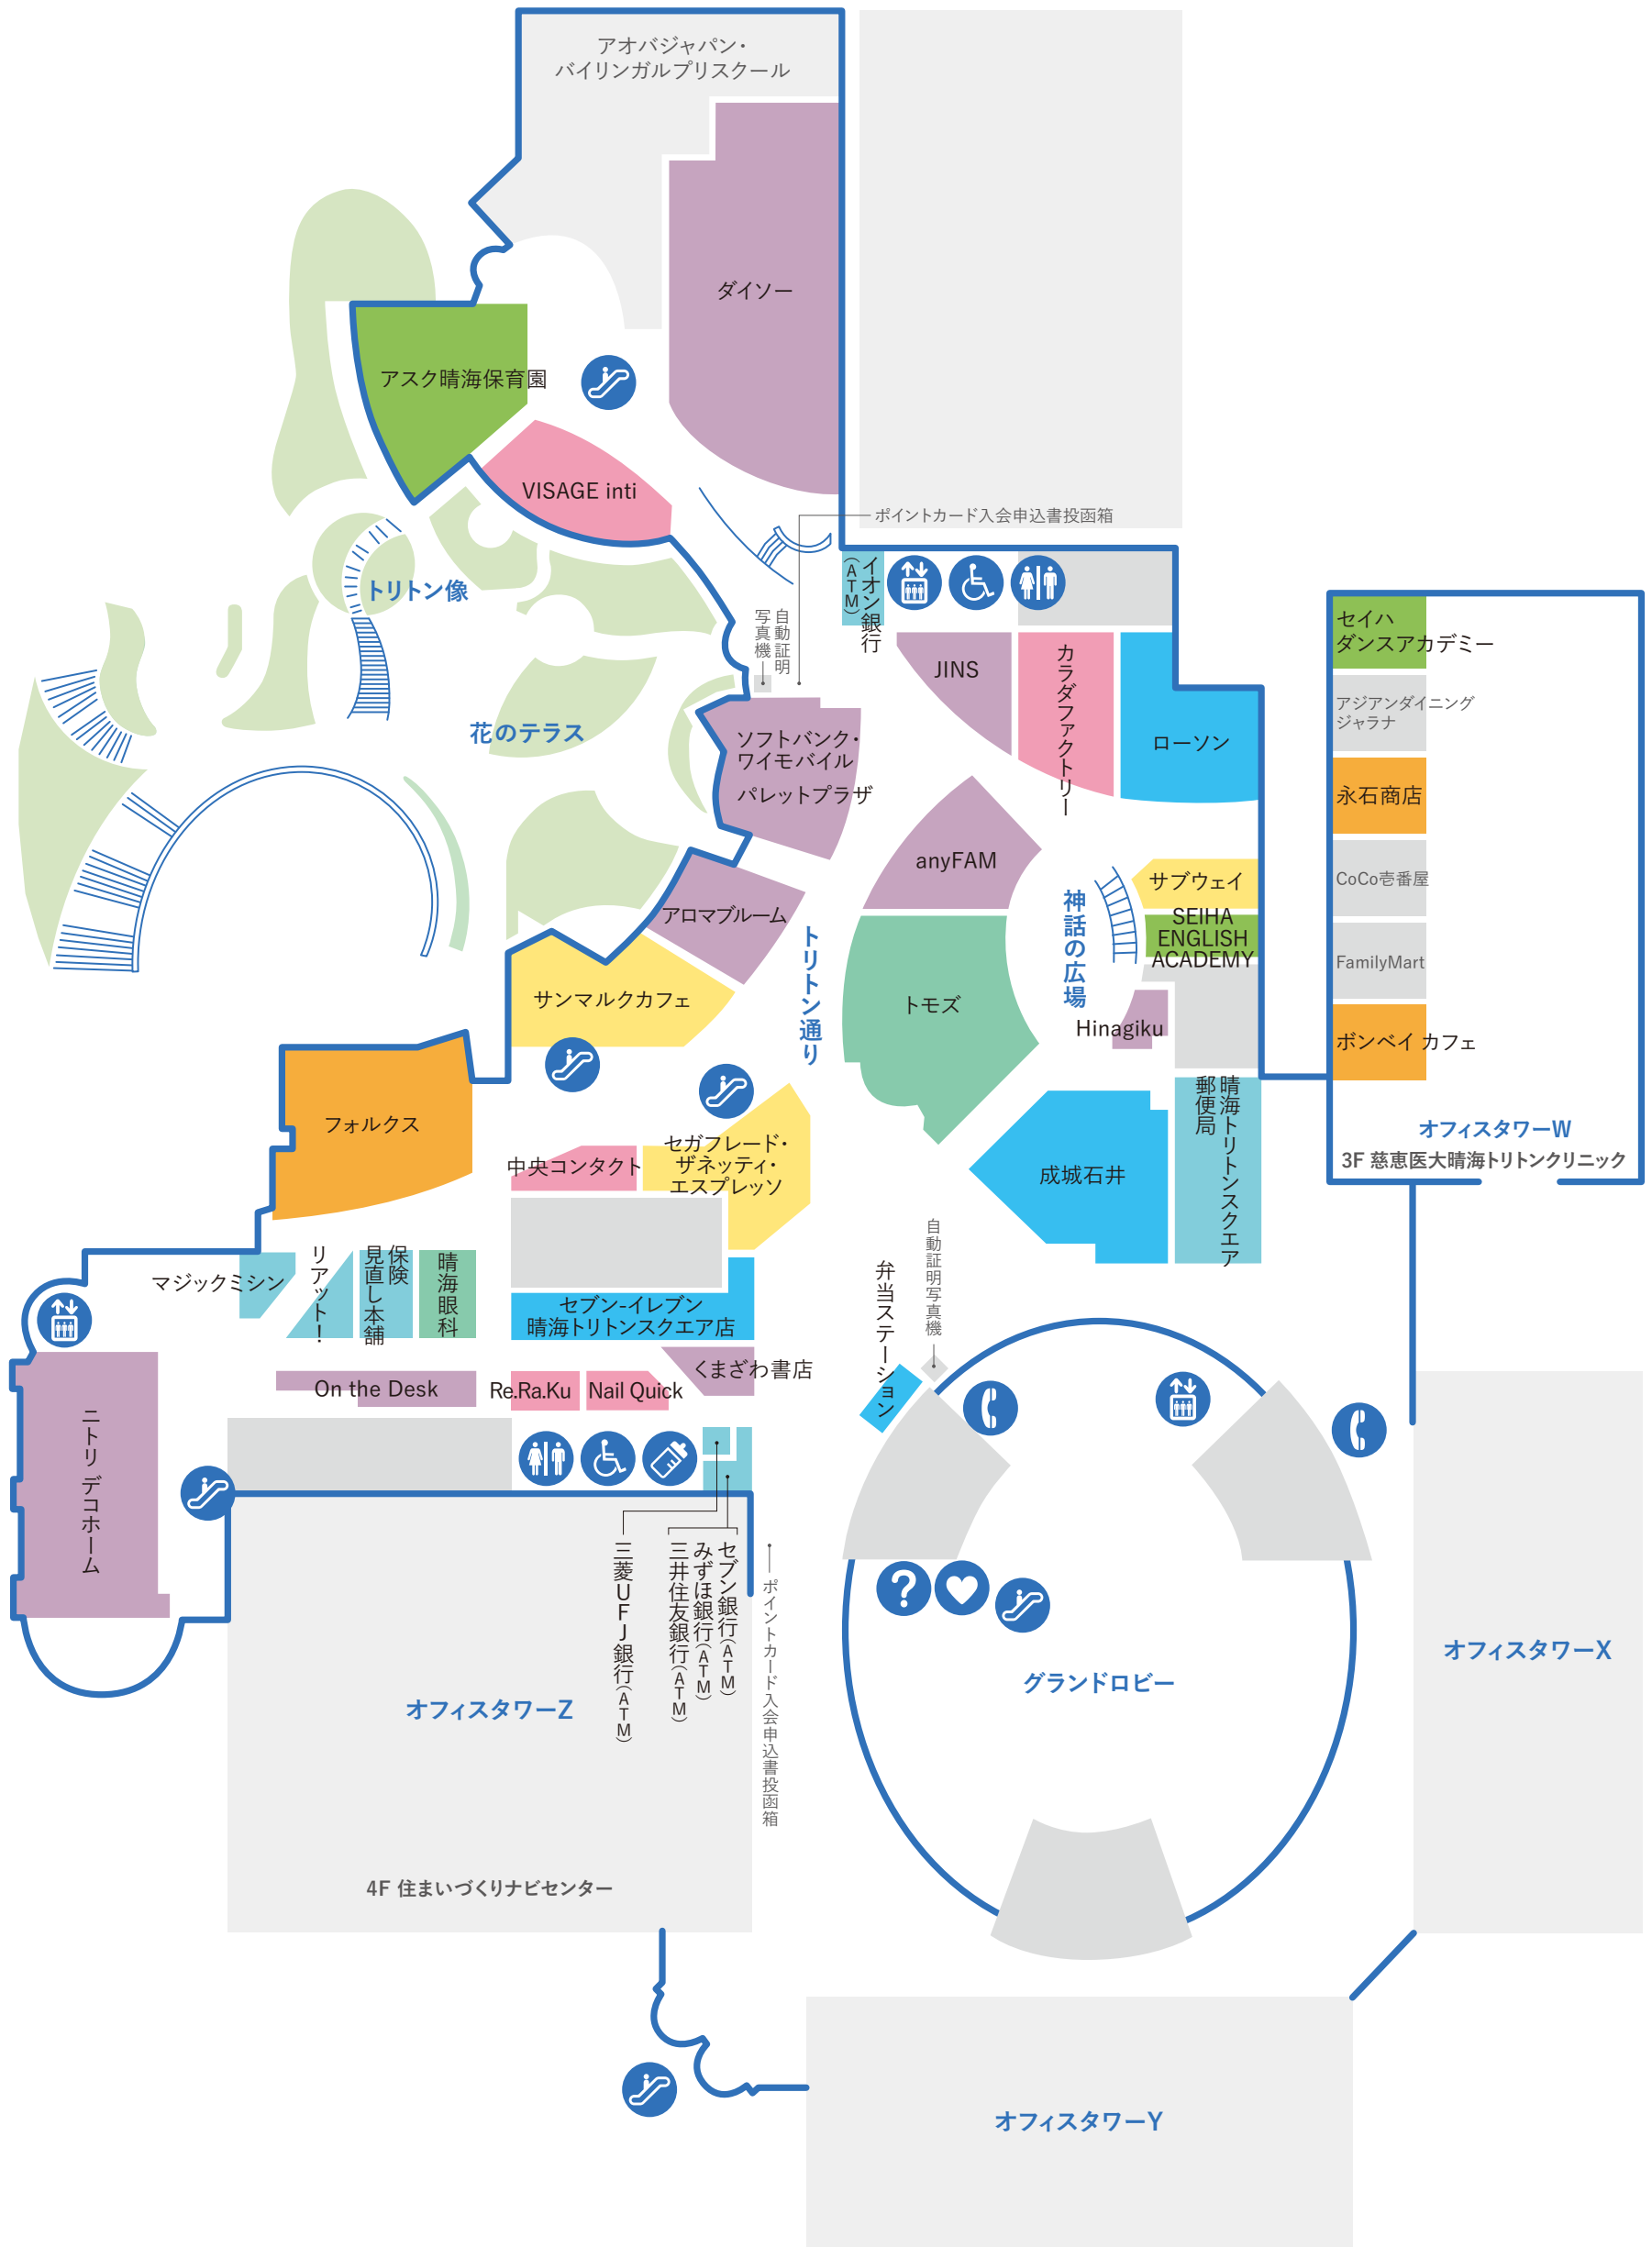 アオバジャパン・
バイリンガルプリスクール
ダイソー
アスク晴海保育園
VISAGE inti
ポイントカード入会申込書投函箱
イオン銀行
(ATM)
トリトン像
自動証明
写真機
セイハ
ダンスアカデミー
JINS
カラダファクトリー
ローソン
アジアンダイニング
ジャラナ
花のテラス
ソフトバンク・
ワイモバイル
パレットプラザ
永石商店
anyFAM
サブウェイ
CoCo壱番屋
アロマブルーム
トリトン通り
神話の広場
SEIHA
ENGLISH
ACADEMY
FamilyMart
サンマルクカフェ
トモズ
Hinagiku
ボンベイ カフェ
フォルクス
中央コンタクト
セガフレード・
ザネッティ・
エスプレッソ
成城石井
晴海トリトンスクエア
郵便局
オフィスタワーW
3F 慈恵医大晴海トリトンクリニック
マジックミシン
リアット!
保険
見直し本舗
晴海眼科
セブン-イレブン
晴海トリトンスクエア店
弁当ステーション
自動証明写真機
くまざわ書店
On the Desk
Re.Ra.Ku
Nail Quick
ニトリ デコホーム
三菱UFJ銀行(ATM)
セブン銀行(ATM)
みずほ銀行(ATM)
三井住友銀行(ATM)
ポイントカード入会申込書投函箱
グランドロビー
オフィスタワーX
オフィスタワーZ
4F 住まいづくりナビセンター
オフィスタワーY